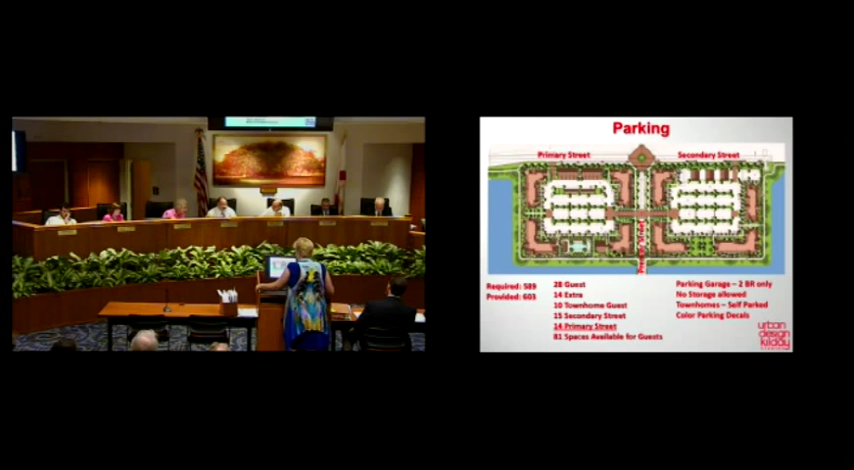 Parking
Primary Street
Secondary Street
Required: 589
Provided: 603
28 Guest
14 Extra
10 Townhome Guest
15 Secondary Street
14 Primary Street
81 Spaces Available for Guests
Parking Garage – 2 BR only
No Storage allowed
Townhomes – Self Parked
Color Parking Decals
urban
design
kilday
STUDIOS